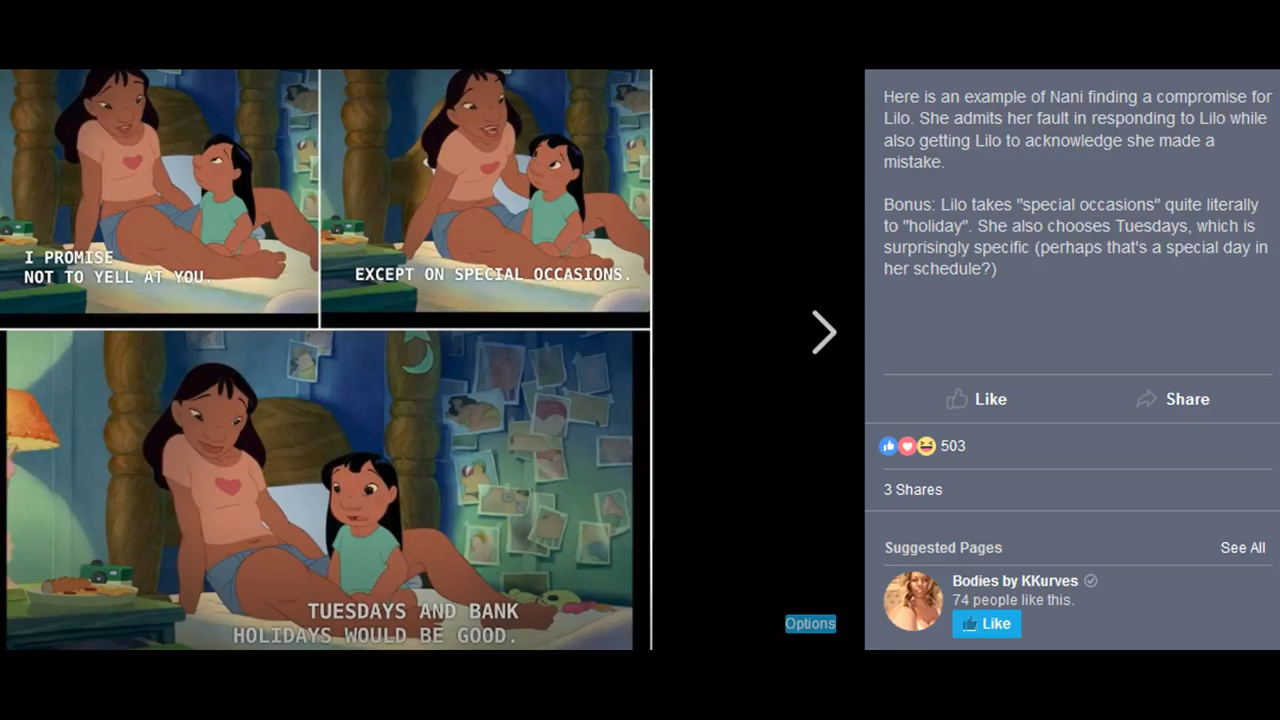 I PROMISE
NOT TO YELL AT YOU.
EXCEPT ON SPECIAL OCCASIONS.
TUESDAYS AND BANK
HOLIDAYS WOULD BE GOOD.
Options
Here is an example of Nani finding a compromise for
Lilo. She admits her fault in responding to Lilo while
also getting Lilo to acknowledge she made a
mistake.
Bonus: Lilo takes "special occasions" quite literally
to "holiday". She also chooses Tuesdays, which is
surprisingly specific (perhaps that's a special day in
her schedule?)
Like
Share
503
3 Shares
Suggested Pages
See All
Bodies by KKurves
74 people like this.
Like